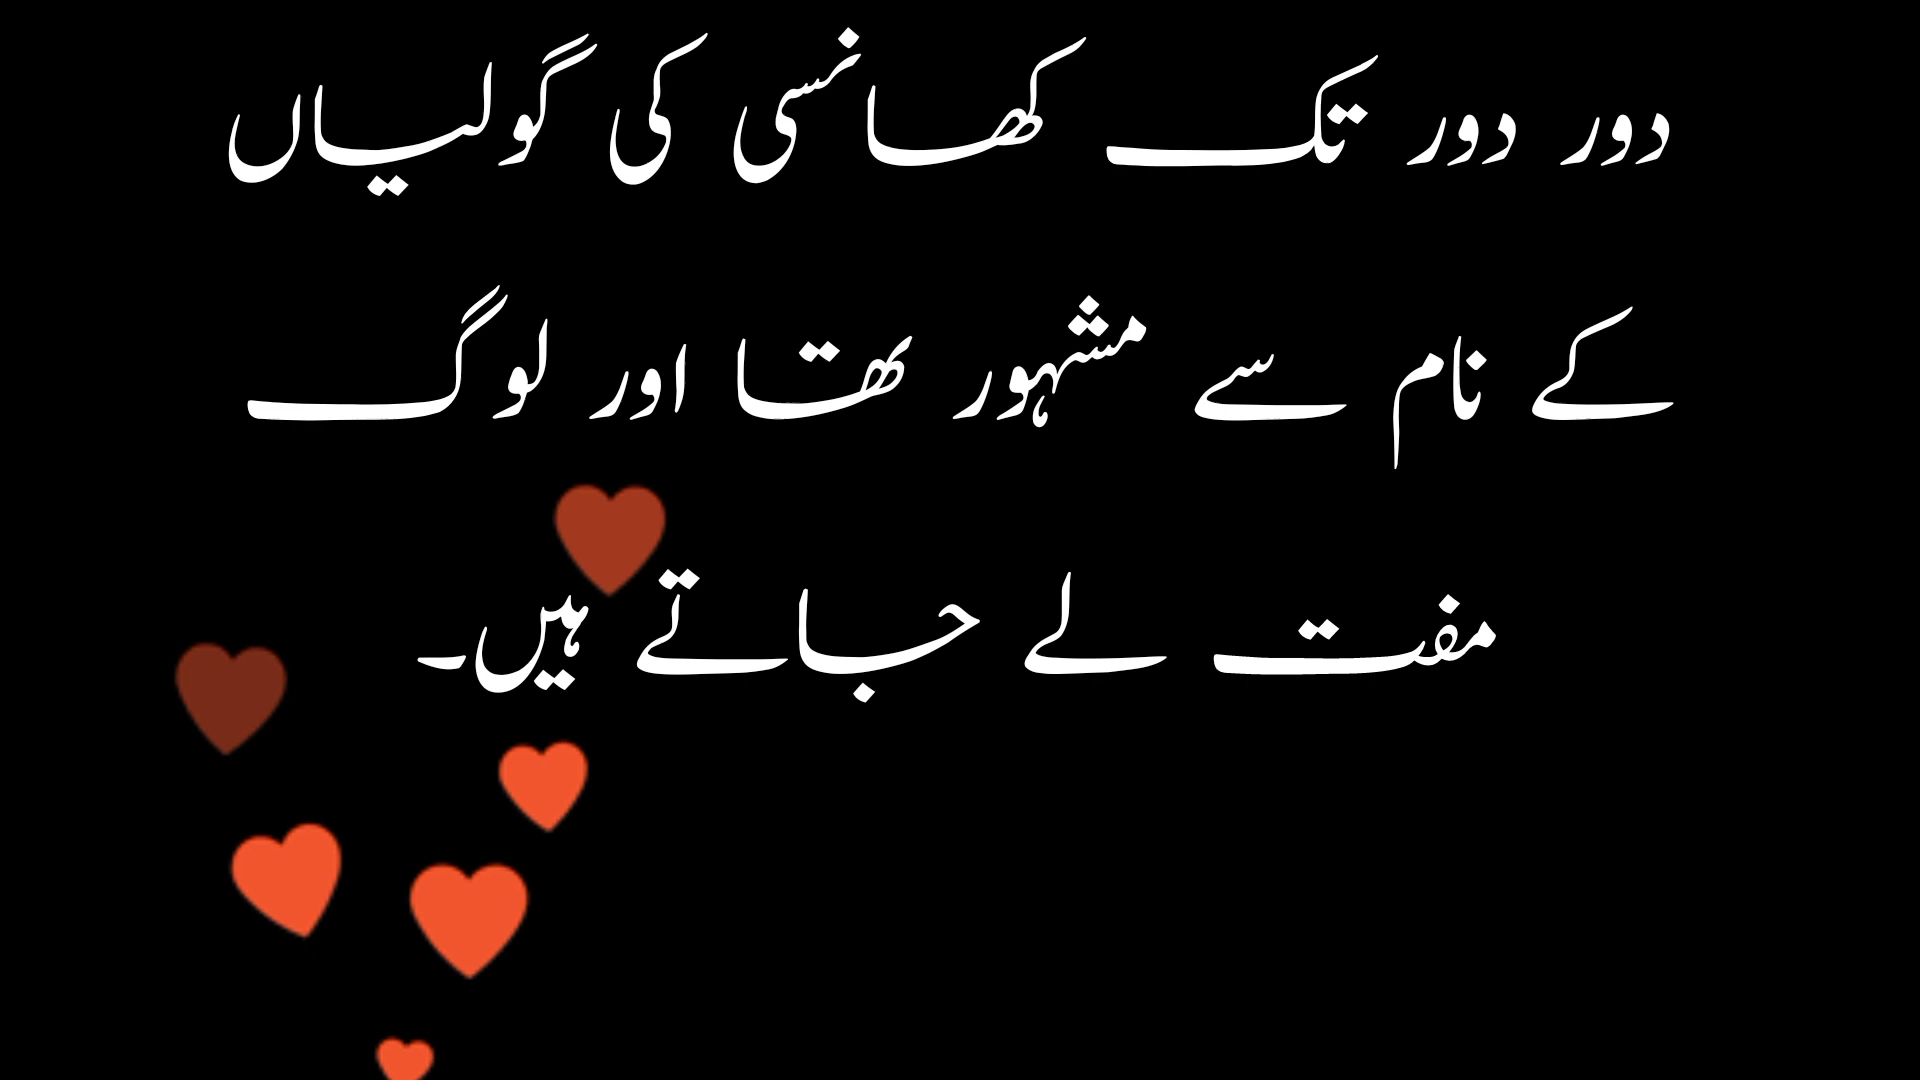 دور دور تک کھانسی کی گولیاں
کے نام سے مشہور تھا اور لوگ
مفت لے جاتے ہیں۔